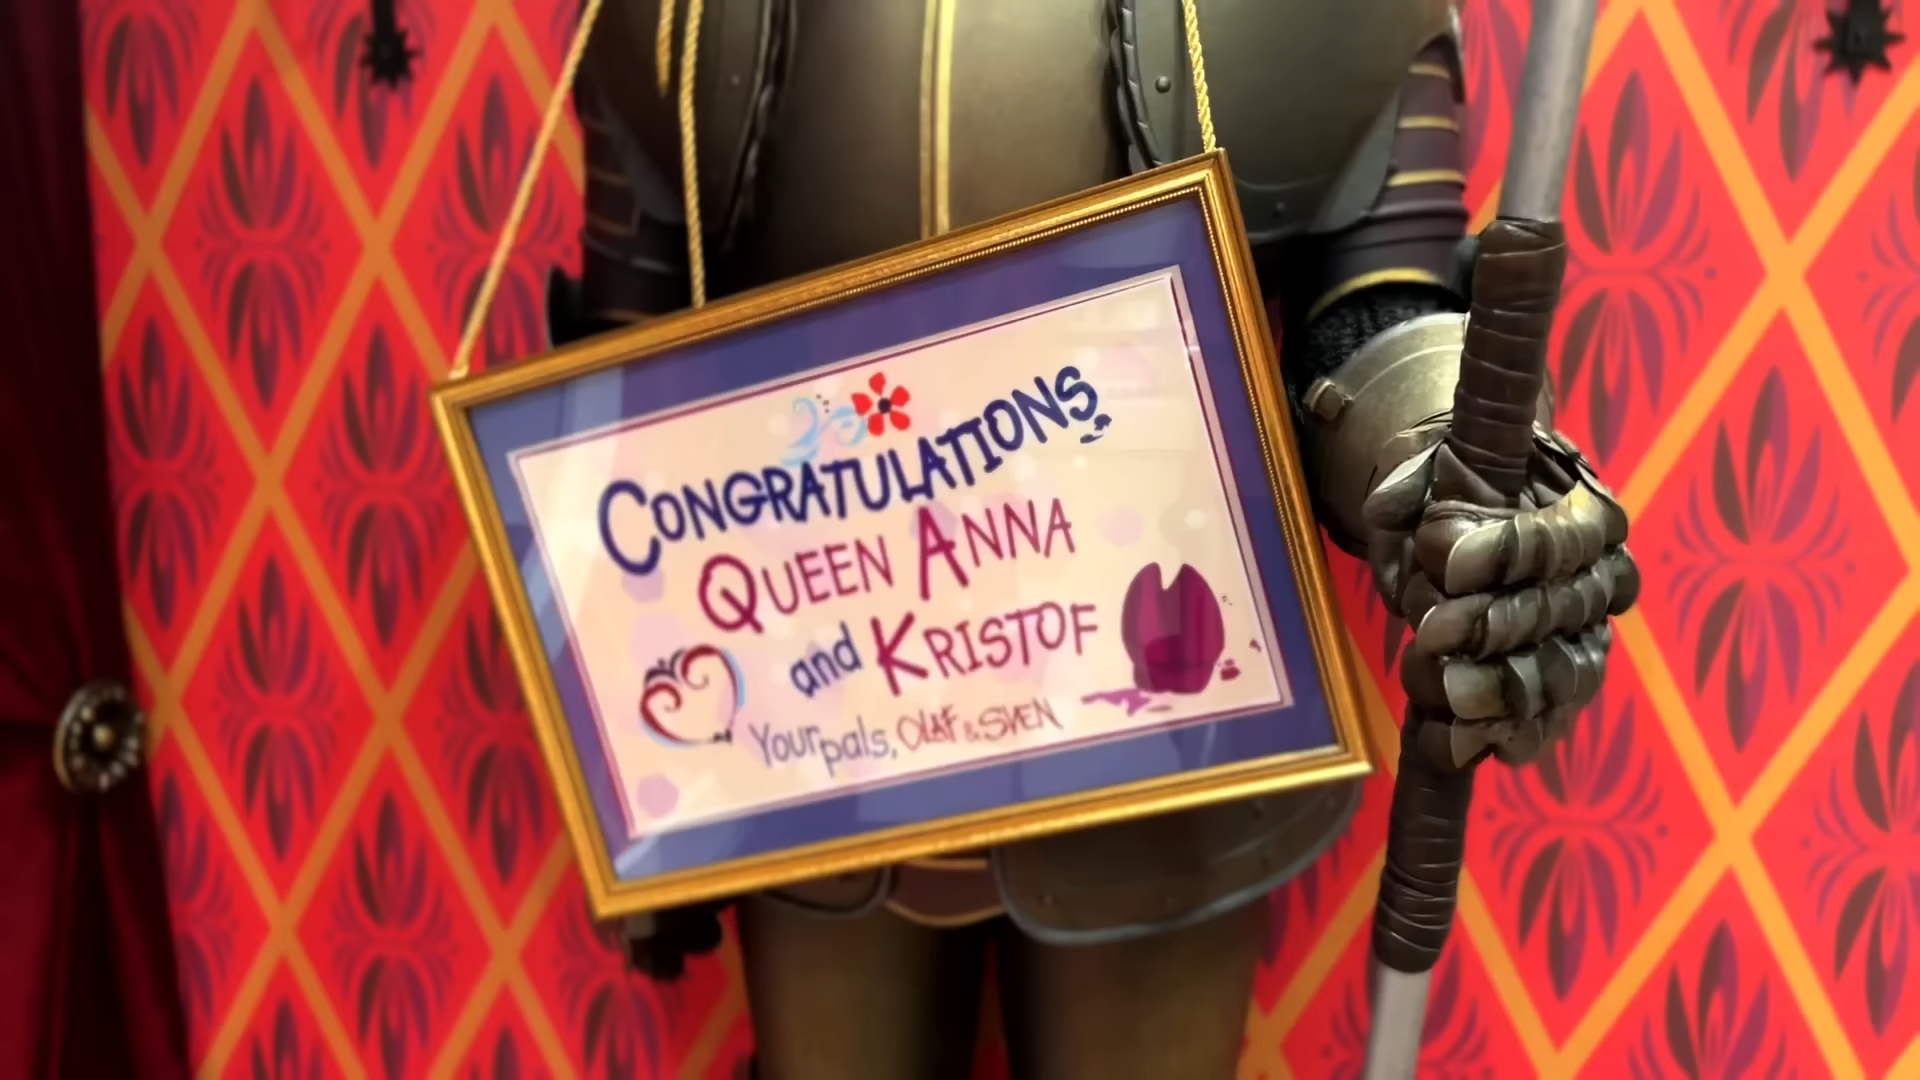 CONGRATULATIONS
QUEEN ANNA
and KRISTOF
Your pals, OLAF & SVEN